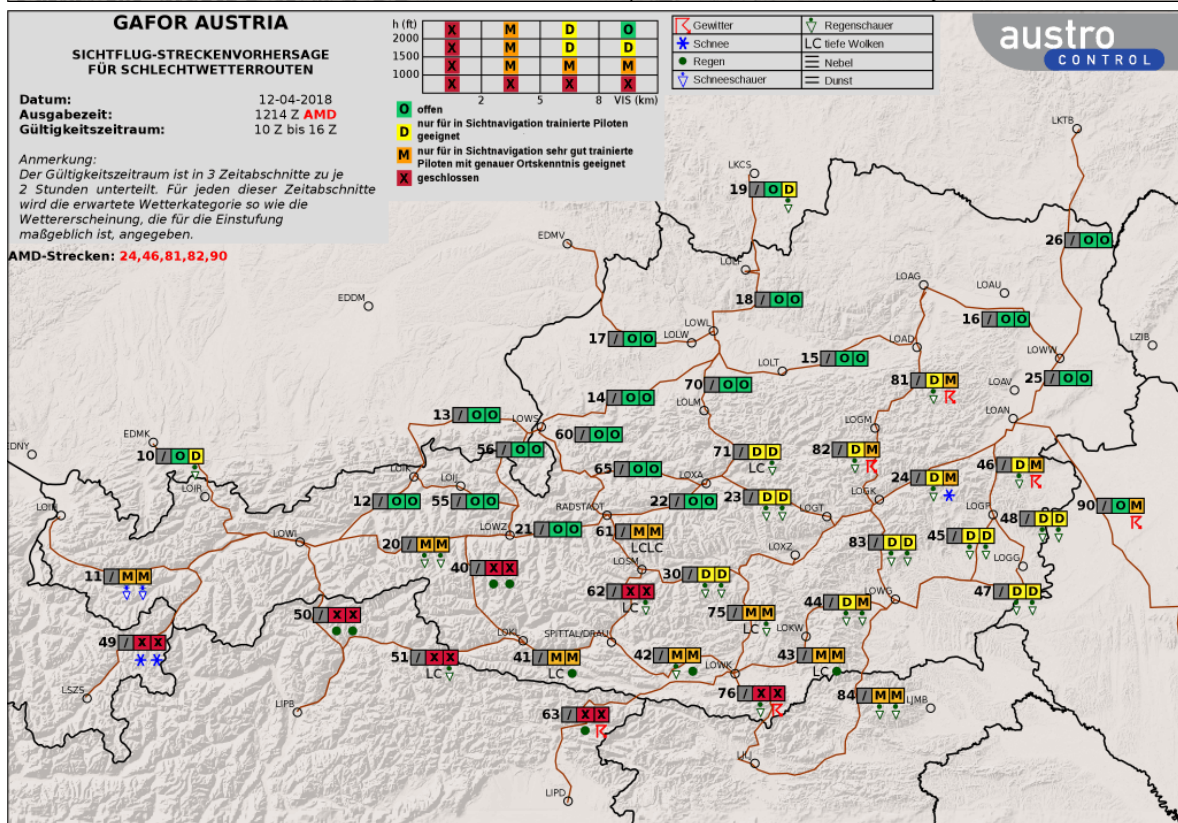 GAFOR AUSTRIA
SICHTFLUG-STRECKENVORHERSAGE
FÜR SCHLECHTWETTERROUTEN
Datum: 12-04-2018
Ausgabezeit: 1214 Z AMD
Gültigkeitszeitraum: 10 Z bis 16 Z
Anmerkung:
Der Gültigkeitszeitraum ist in 3 Zeitabschnitte zu je
2 Stunden unterteilt. Für jeden dieser Zeitabschnitte
wird die erwartete Wetterkategorie so wie die
Wettererscheinung, die für die Einstufung
maßgeblich ist, angegeben.
AMD-Strecken: 24,46,81,82,90
h (ft)
2000 X M D O
X M D D
1000 X M M M
X X X X
2 5 8 VIS (km)
O offen
D nur für in Sichtnavigation trainierte Piloten
geeignet
M nur für in Sichtnavigation sehr gut trainierte
Piloten mit genauer Ortskenntnis geeignet
X geschlossen
Gewitter Regenschauer
Schnee LC tiefe Wolken
Regen Nebel
Schneeschauer Dunst
austro
CONTROL
LKTB
LKCS
19 / O D
EDMV
26 / O O
EDDM
18 / O O
LOAG
LOAU
16 / O O
17 / O O
LOLW
LOWL
LOAD
LZIB
15 / O O
LOWW
LOLT
81 / D M
25 / O O
70 / O O
LOAV
14 / O O
LOLM
13 / O O
LOWS
LOGM
LOAN
EDMK
60 / O O
10 / O D
56 / O O
71 / D D
LC
82 / D M
46 / D M
65 / O O
LOXA
24 / D M
LOIR
LOIJ
12 / O O
55 / O O
22 / O O
23 / D D
LOGK
90 / O M
RADSTADT
LOGT
48 / D D
LOWI
21 / O O
LOWZ
61 / M M
LCLC
20 / M M
LOXZ
83 / D D
45 / D D
40 / X X
LOSM
30 / D D
LOGG
11 / M M
62 / X X
LC
47 / D D
50 / X X
75 / M M
LC
44 / D M
LOWG
49 / X X
LOKL
SPITTAL/DRAU
LOKW
51 / X X
LC
41 / M M
LC
42 / M M
LOWK
43 / M M
LC
LSZS
76 / X X
84 / M M
LJMB
LIPB
63 / X X
LJLJ
LIPD